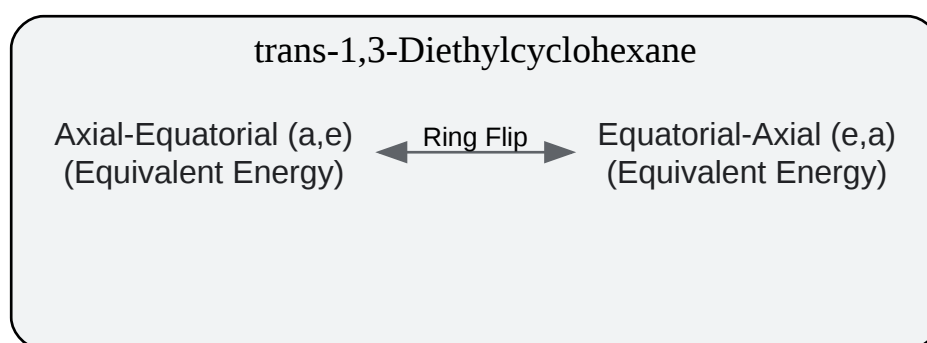 trans-1,3-Diethylcyclohexane
Axial-Equatorial (a,e)
(Equivalent Energy)
Ring Flip
Equatorial-Axial (e,a)
(Equivalent Energy)